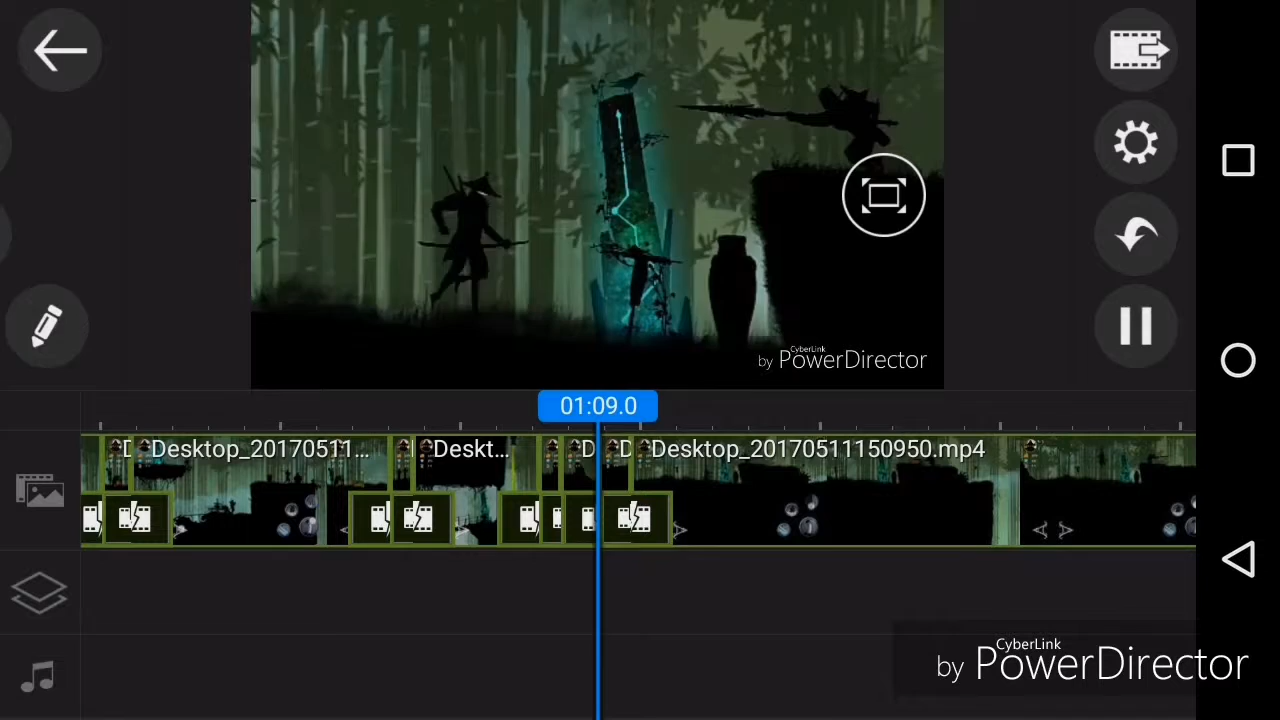 CyberLink
by PowerDirector
01:09.0
Desktop_20170511...
Deskt...
D
D
Desktop_20170511150950.mp4
CyberLink
by PowerDirector